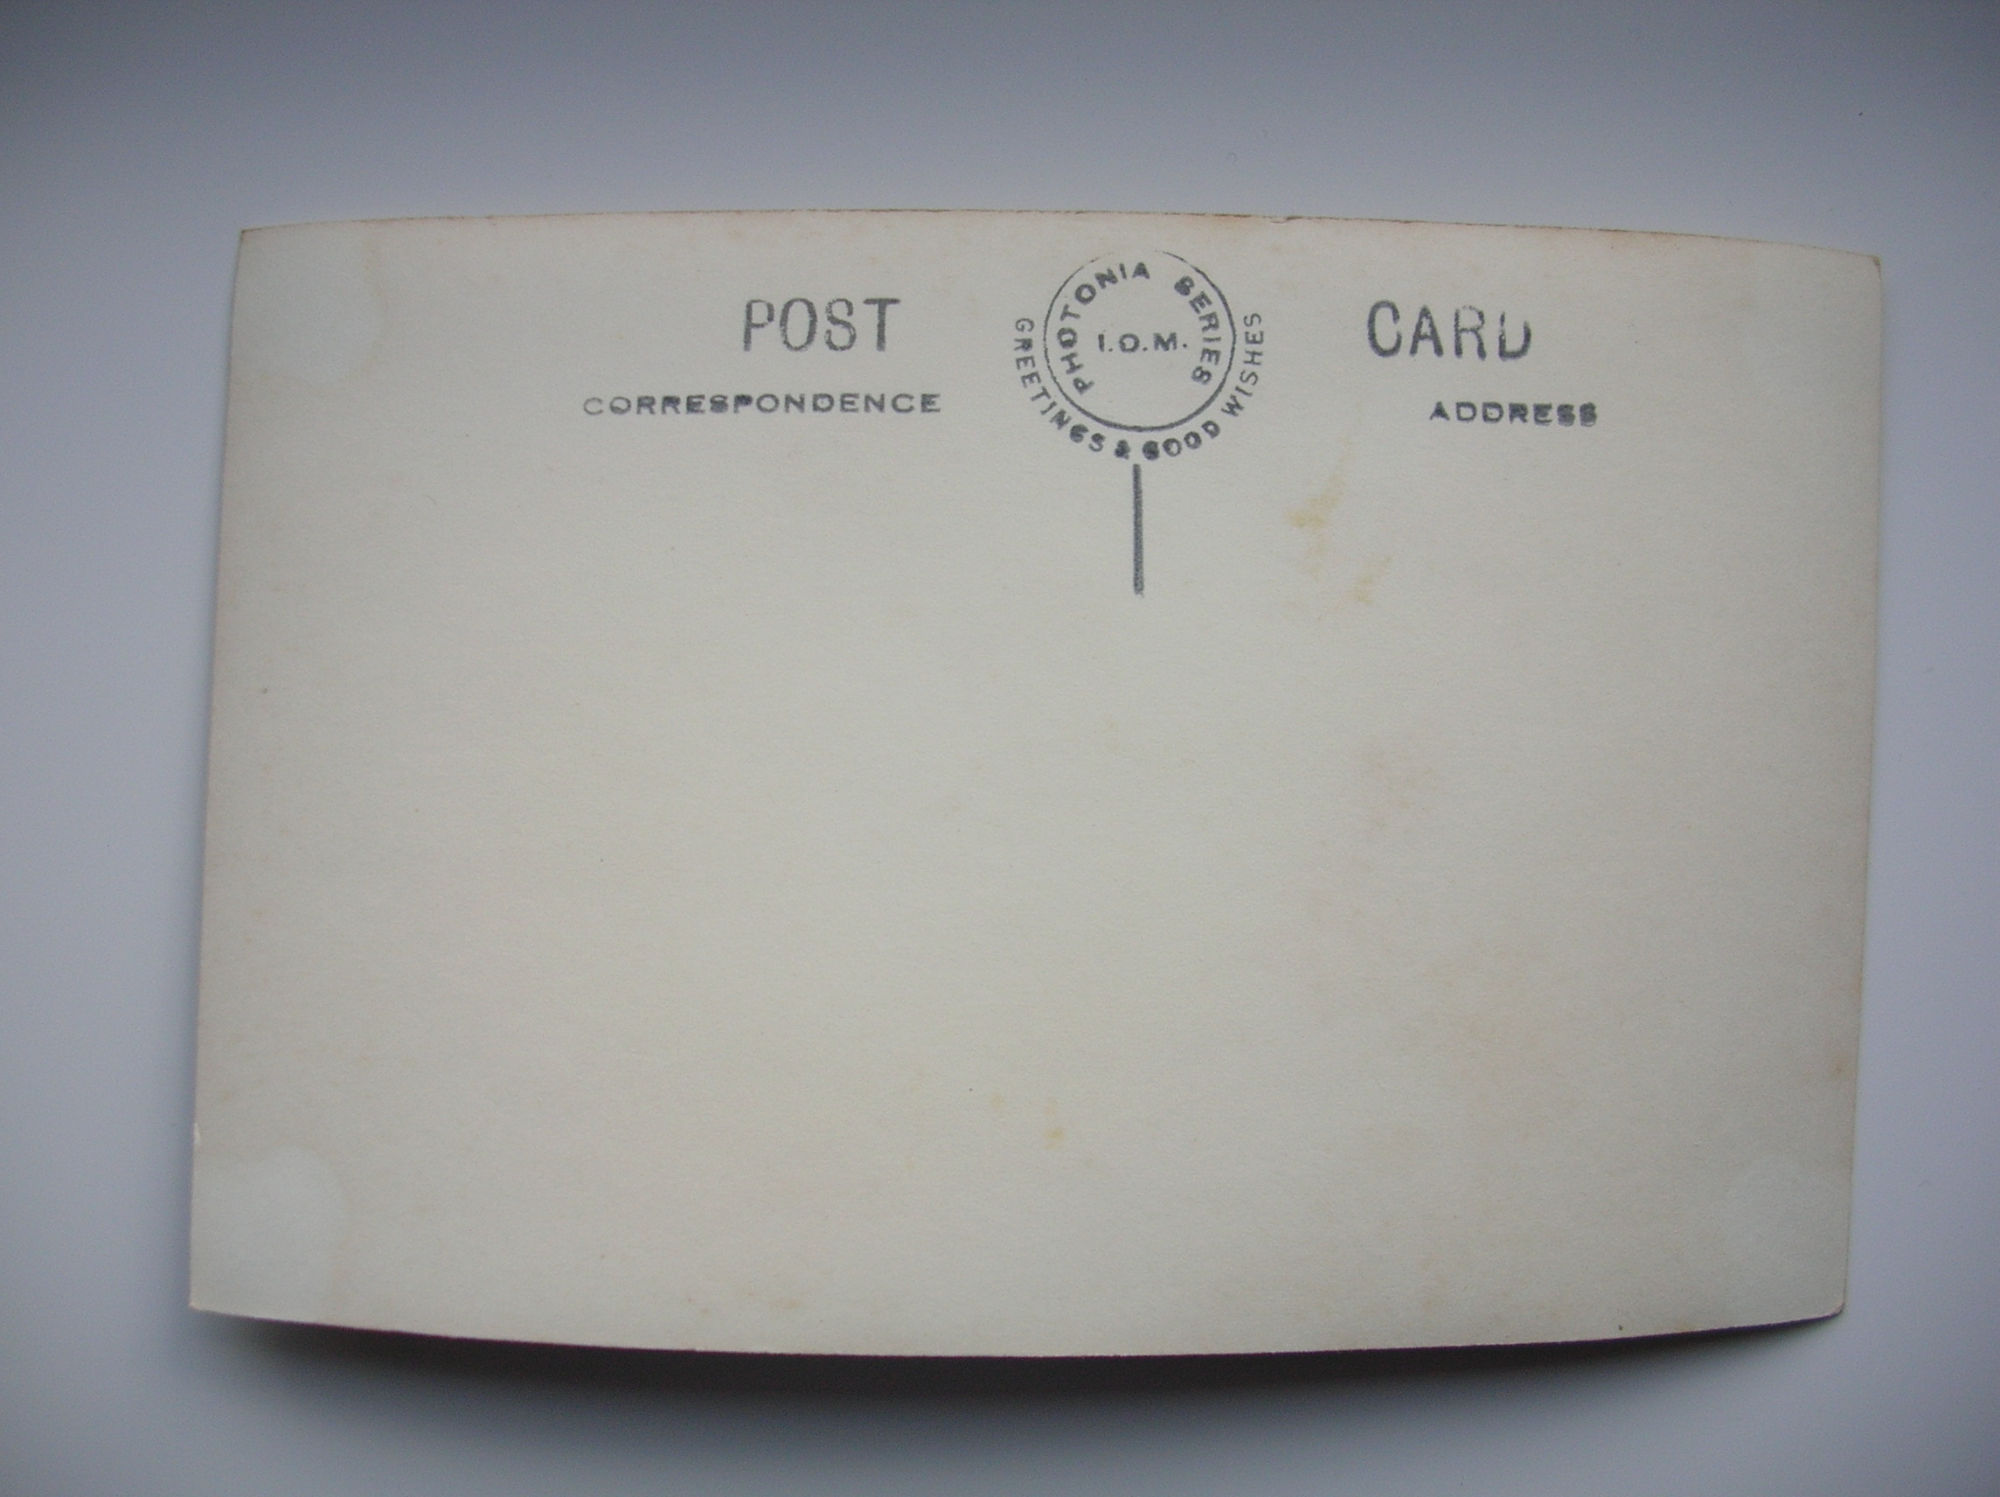 POST CARD
PHOTONIA SERIES
I.O.M.
GREETINGS & GOOD WISHES
CORRESPONDENCE
ADDRESS